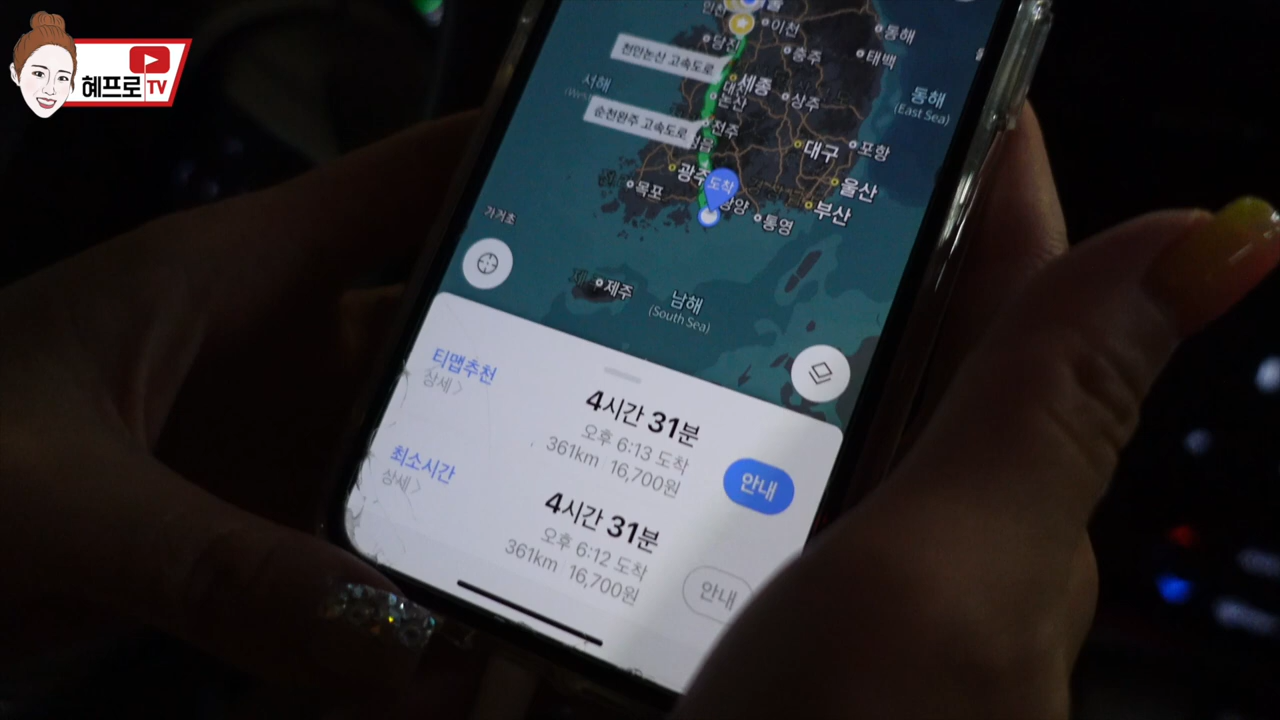 혜프로TV
인천
이천
동해
당진
충주
태백
천안논산 고속도로
세종
서해
상주
동해
(East Sea)
논산
순천완주 고속도로
전주
대구
포항
광주
도착
울산
목포
부산
통영
가거초
제주
남해
(South Sea)
티맵추천
상세 >
4시간 31분
오후 6:13 도착
361km 16,700원
안내
최소시간
상세 >
4시간 31분
오후 6:12 도착
361km 16,700원
안내